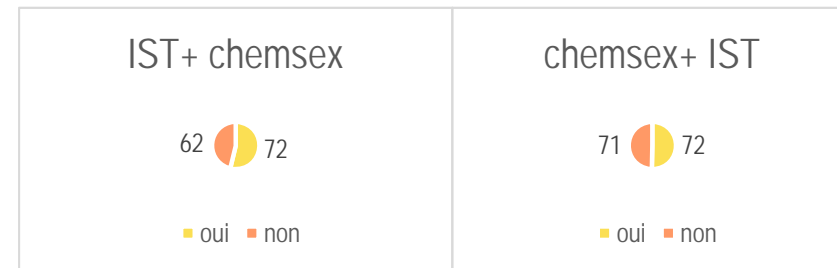 IST+ chemsex
62 72
oui non
chemsex+ IST
71 72
oui non